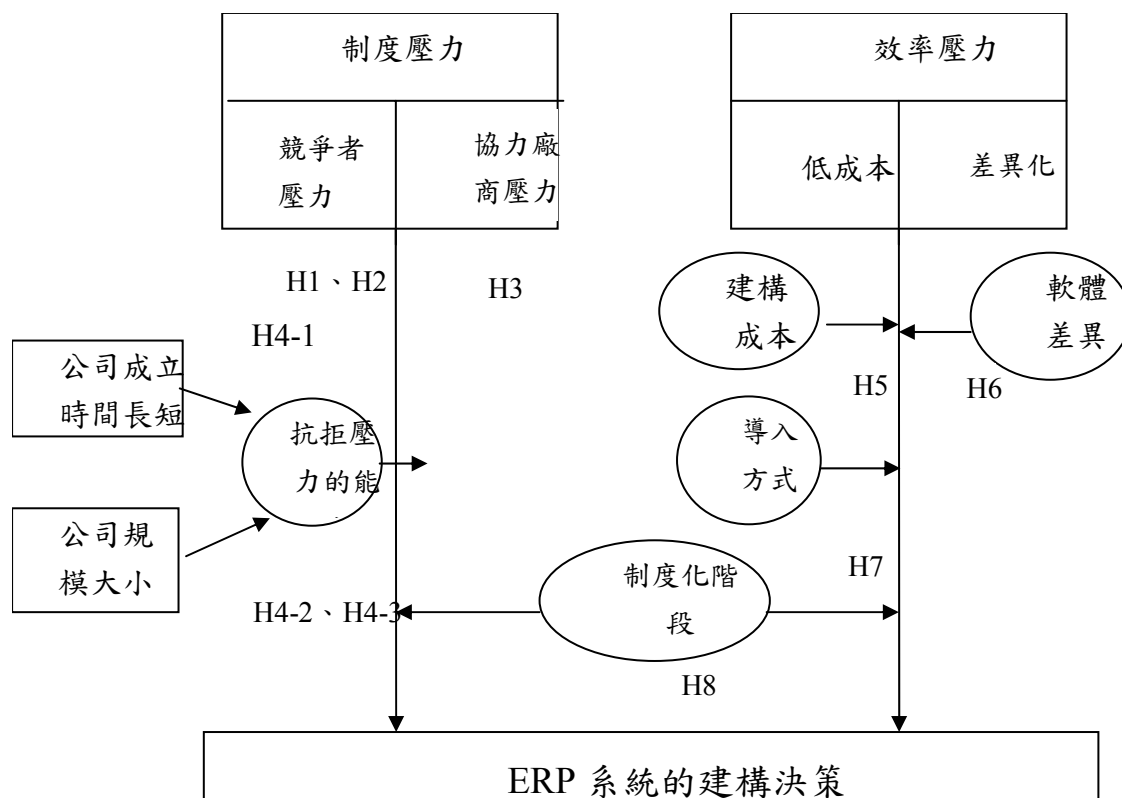 制度壓力
效率壓力
競爭者
壓力
協力廠
商壓力
低成本
差異化
H1、H2
H3
建構
成本
軟體
差異
H4-1
公司成立
時間長短
H5
H6
抗拒壓
力的能
導入
方式
公司規
模大小
H7
制度化階
段
H4-2、H4-3
H8
ERP 系統的建構決策